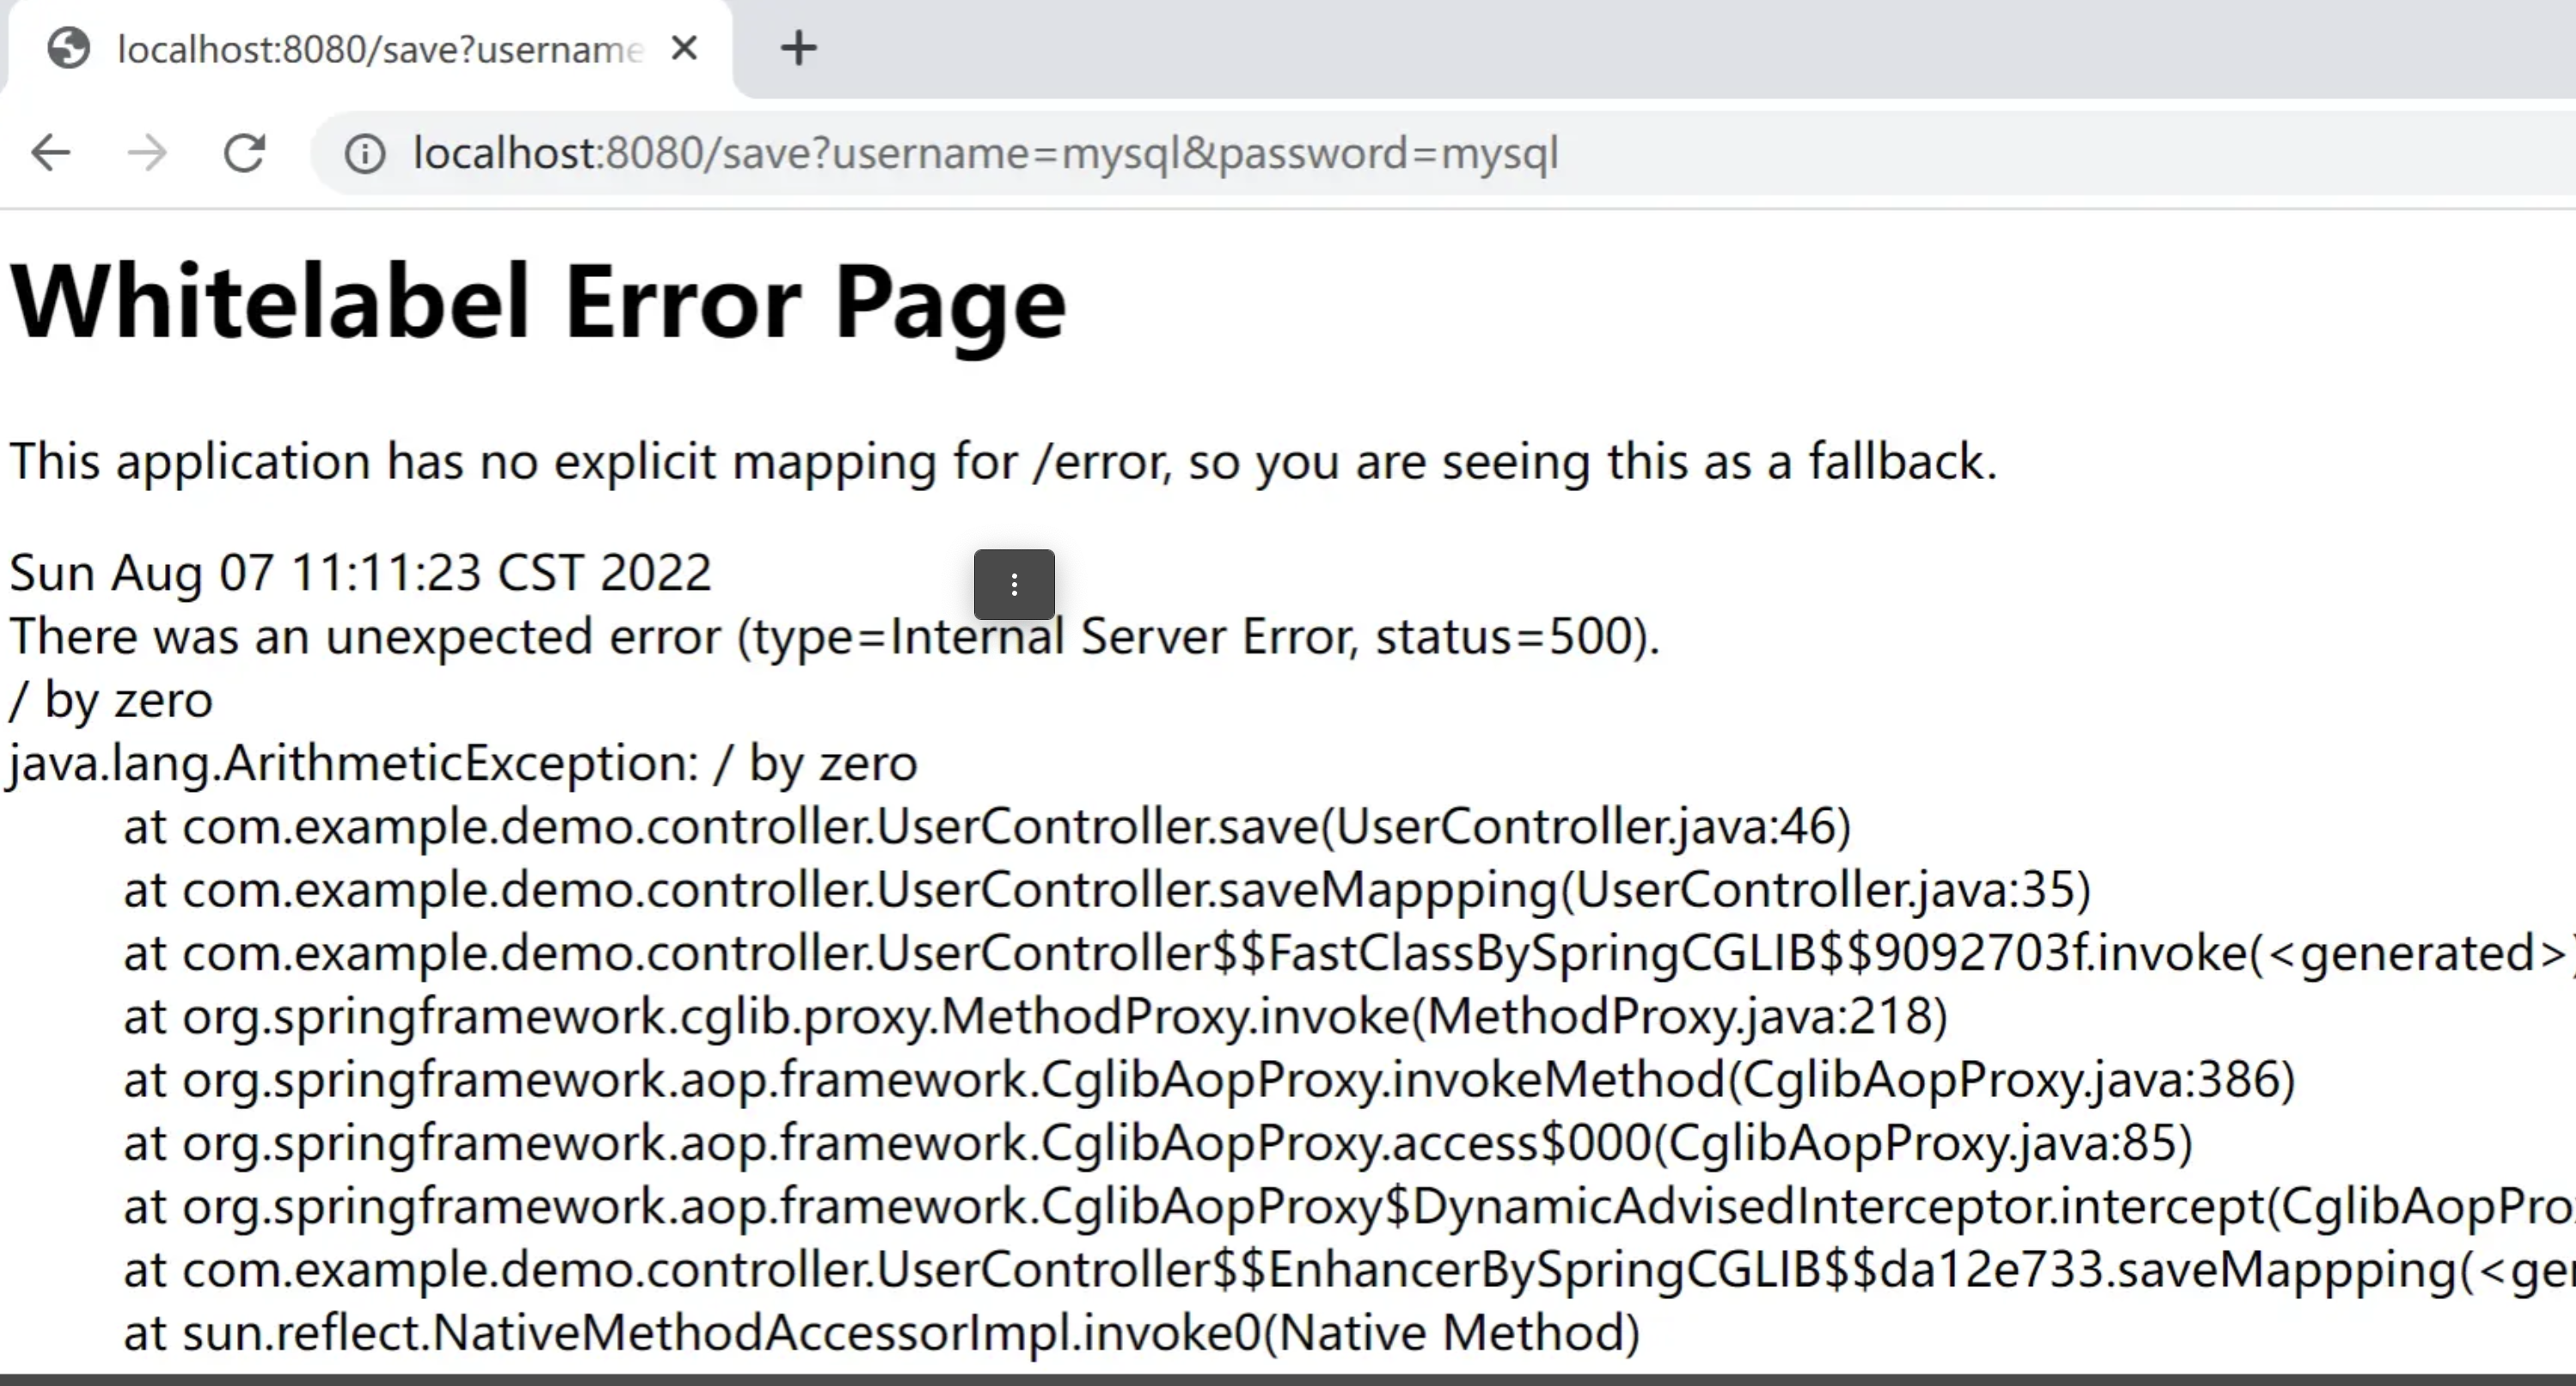 localhost:8080/save?username
localhost:8080/save?username=mysql&password=mysql
Whitelabel Error Page
This application has no explicit mapping for /error, so you are seeing this as a fallback.
Sun Aug 07 11:11:23 CST 2022
There was an unexpected error (type=Internal Server Error, status=500).
/ by zero
java.lang.ArithmeticException: / by zero
at com.example.demo.controller.UserController.save(UserController.java:46)
at com.example.demo.controller.UserController.saveMappping(UserController.java:35)
at com.example.demo.controller.UserController$$FastClassBySpringCGLIB$$9092703f.invoke(<generated>)
at org.springframework.cglib.proxy.MethodProxy.invoke(MethodProxy.java:218)
at org.springframework.aop.framework.CglibAopProxy.invokeMethod(CglibAopProxy.java:386)
at org.springframework.aop.framework.CglibAopProxy.access$000(CglibAopProxy.java:85)
at org.springframework.aop.framework.CglibAopProxy$DynamicAdvisedInterceptor.intercept(CglibAopPro
at com.example.demo.controller.UserController$$EnhancerBySpringCGLIB$$da12e733.saveMappping(<ge
at sun.reflect.NativeMethodAccessorImpl.invoke0(Native Method)